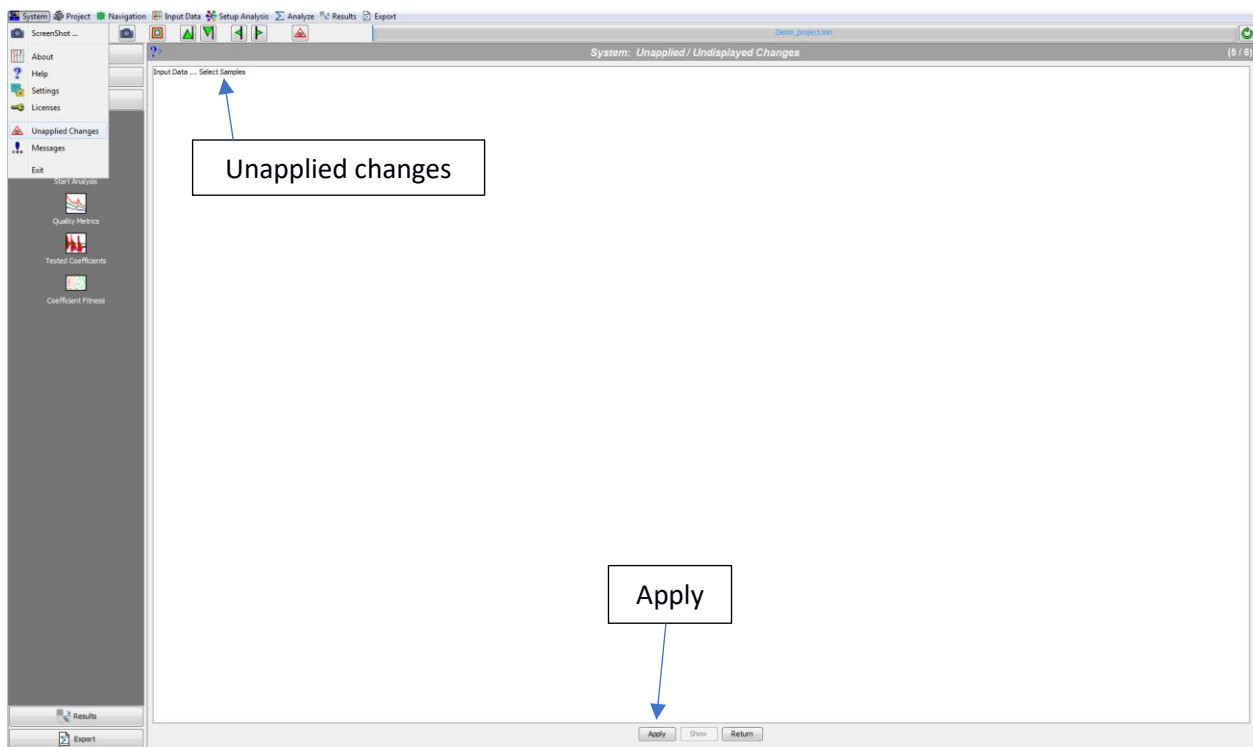 System Project Navigation Input Data Setup Analysis Analyze Results Export
ScreenShot ...
Demo_project.imn
About
System: Unapplied / Undisplayed Changes
(5 / 6)
Help
Input Data ... Select Samples
Settings
Licenses
Unapplied Changes
Messages
Exit
Unapplied changes
Start Analysis
Quality Metrics
Tested Coefficients
Coefficient Fitness
Apply
Results
Apply Show Return
Export